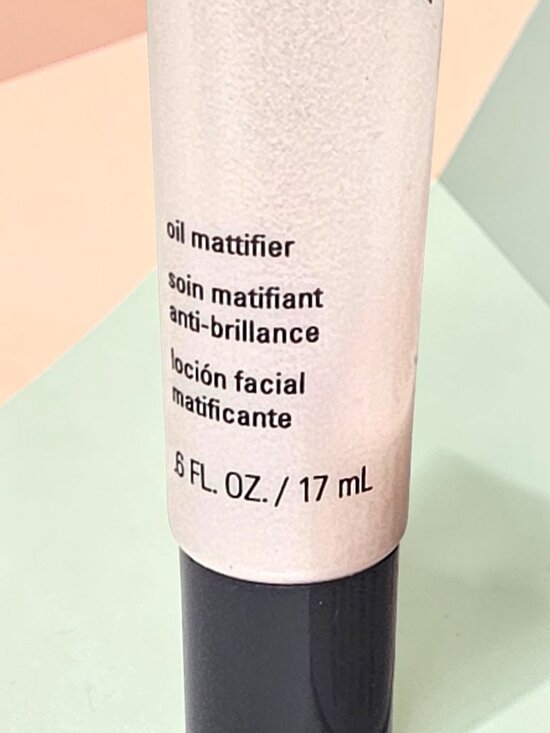 oil mattifier
soin matifiant
anti-brillance
loción facial
matificante
.6 FL. OZ. / 17 mL